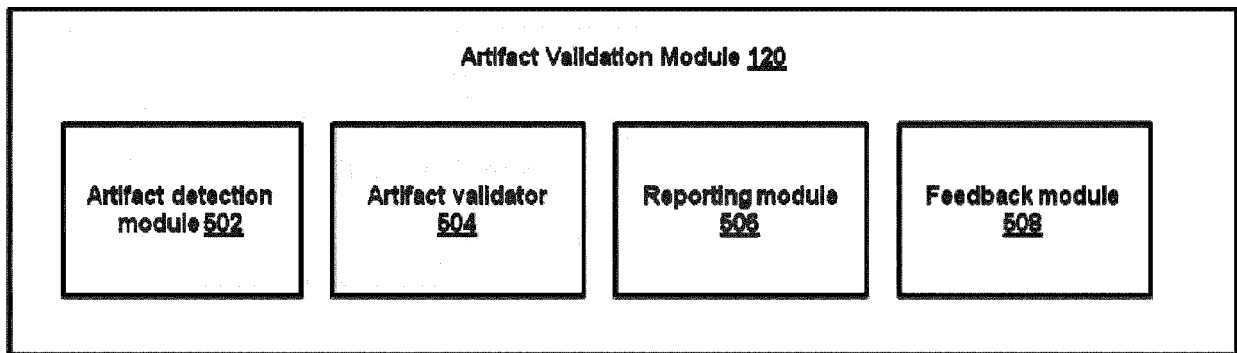 Artifact Validation Module 120
Artifact detection
module 502
Artifact validator
504
Reporting module
506
Feedback module
508